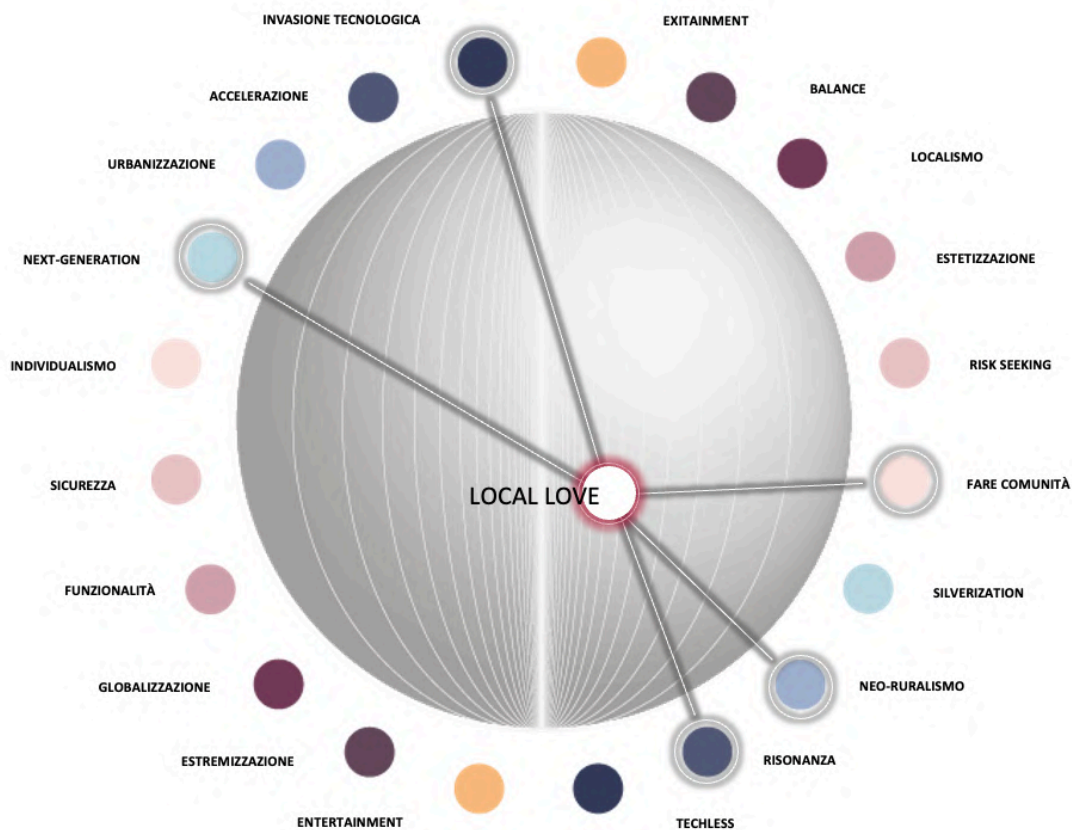 INVASIONE TECNOLOGICA
EXITAINMENT
ACCELERAZIONE
BALANCE
URBANIZZAZIONE
LOCALISMO
NEXT-GENERATION
ESTETIZZAZIONE
INDIVIDUALISMO
RISK SEEKING
SICUREZZA
LOCAL LOVE
FARE COMUNITÀ
FUNZIONALITÀ
SILVERIZATION
GLOBALIZZAZIONE
NEO-RURALISMO
ESTREMIZZAZIONE
RISONANZA
ENTERTAINMENT
TECHLESS